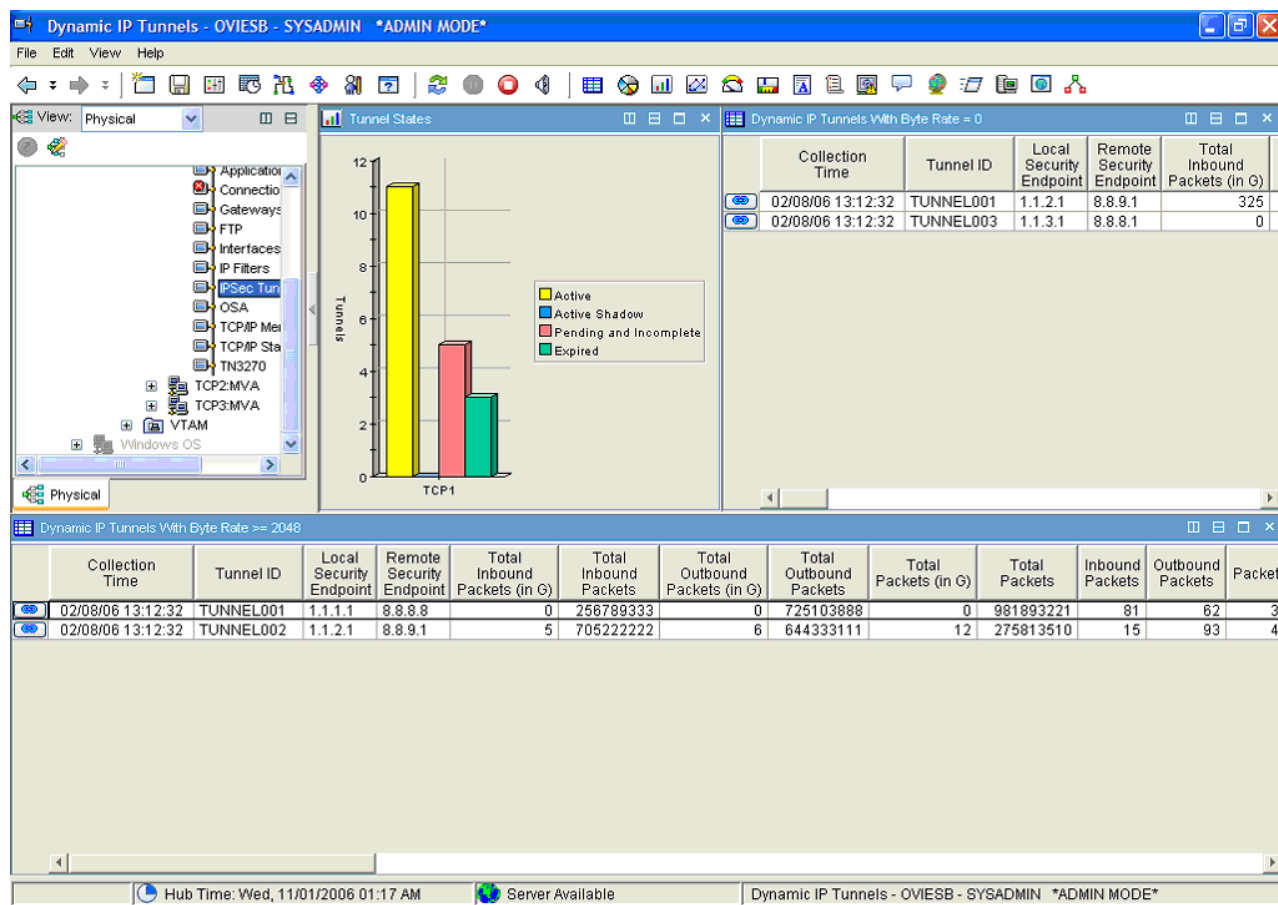 Dynamic IP Tunnels - OVIESB - SYSADMIN *ADMIN MODE*
File Edit View Help
View: Physical
Application
Connectio
Gateways
FTP
Interfaces
IP Filters
IPSec Tun
OSA
TCP/IP Mer
TCP/IP Sta
TN3270
TCP2:MVA
TCP3:MVA
VTAM
Windows OS
Physical
Tunnel States
12
10
8
6
4
2
0
Tunnels
TCP1
Active
Active Shadow
Pending and Incomplete
Expired
Dynamic IP Tunnels With Byte Rate = 0
Collection Time Tunnel ID Local Security Endpoint Remote Security Endpoint Total Inbound Packets (in G)
02/08/06 13:12:32 TUNNEL001 1.1.2.1 8.8.9.1 325
02/08/06 13:12:32 TUNNEL003 1.1.3.1 8.8.8.1 0
Dynamic IP Tunnels With Byte Rate >= 2048
Collection Time Tunnel ID Local Security Endpoint Remote Security Endpoint Total Inbound Packets (in G) Total Inbound Packets Total Outbound Packets (in G) Total Outbound Packets Total Packets (in G) Total Packets Inbound Packets Outbound Packets Packet
02/08/06 13:12:32 TUNNEL001 1.1.1.1 8.8.8.8 0 256789333 0 725103888 0 981893221 81 62 3
02/08/06 13:12:32 TUNNEL002 1.1.2.1 8.8.9.1 5 705222222 6 644333111 12 275813510 15 93 4
Hub Time: Wed, 11/01/2006 01:17 AM Server Available Dynamic IP Tunnels - OVIESB - SYSADMIN *ADMIN MODE*